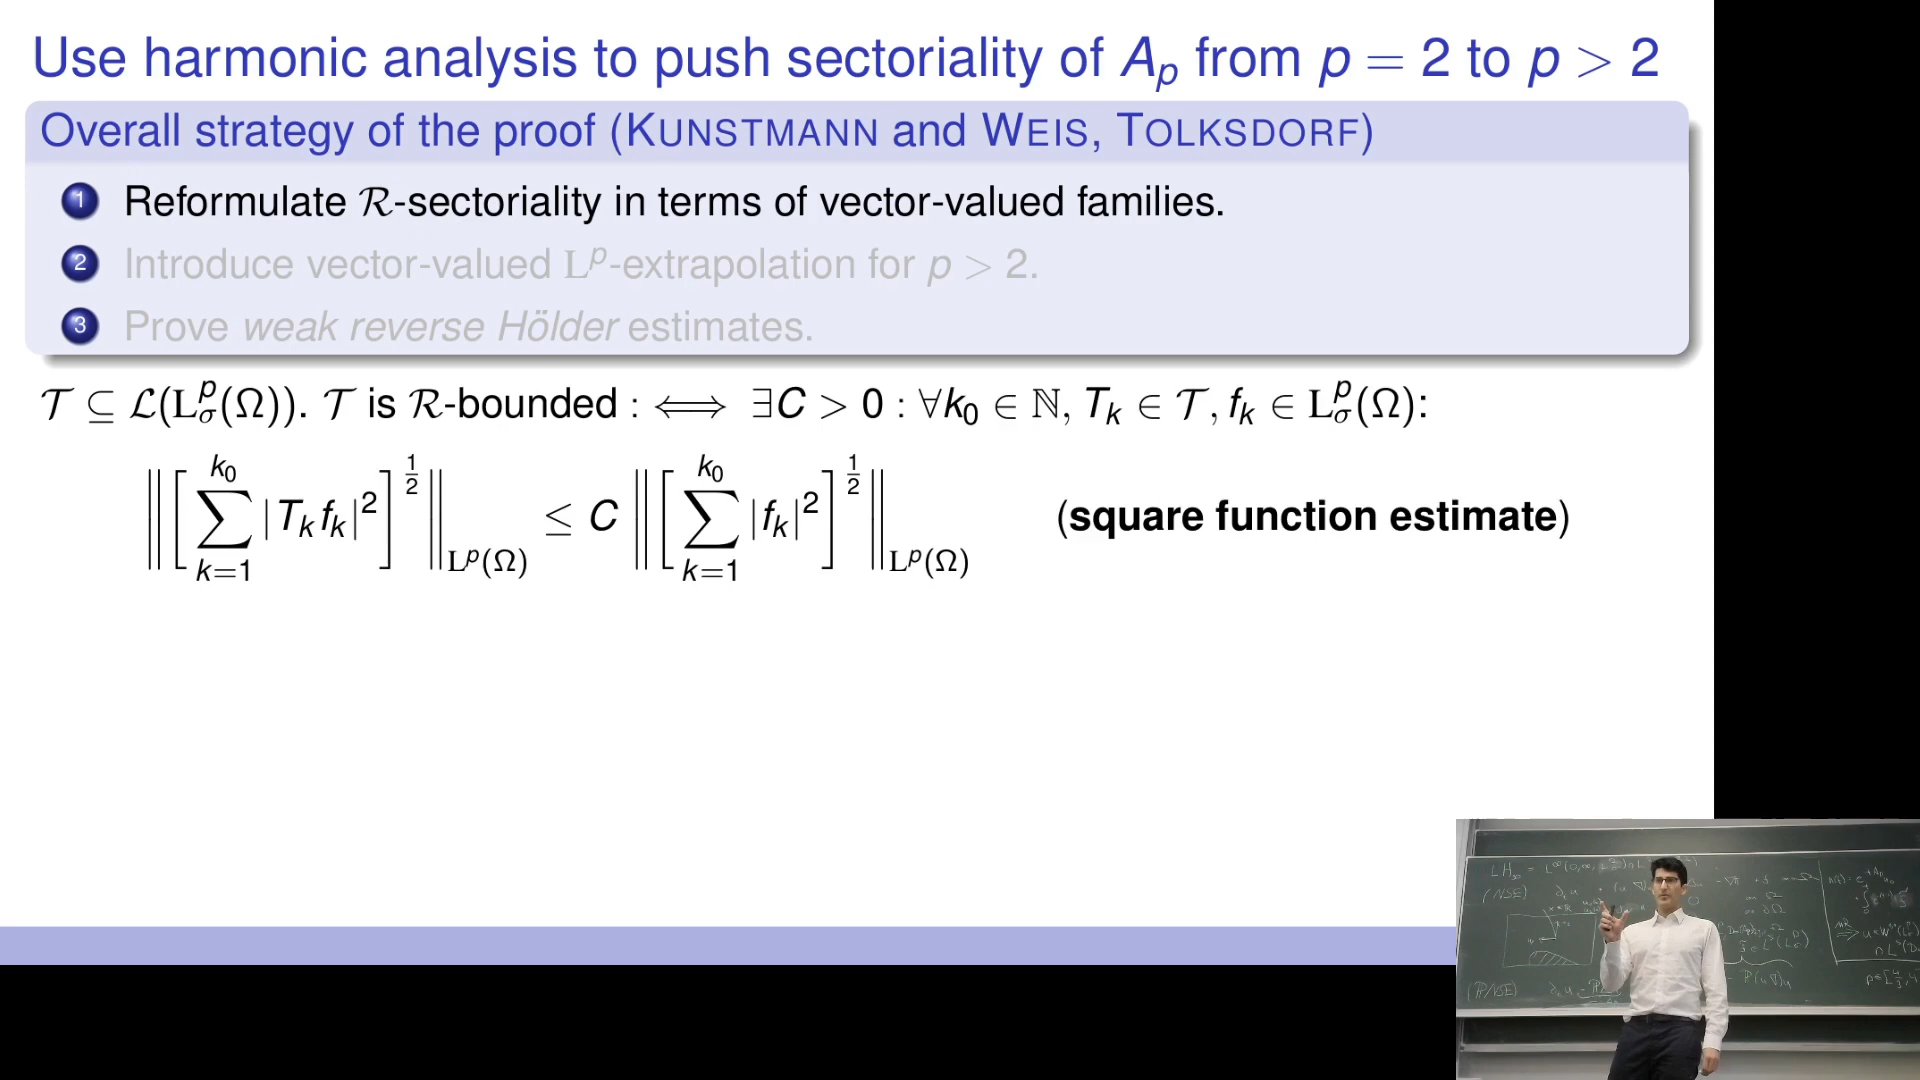 Use harmonic analysis to push sectoriality of A_p from p = 2 to p > 2
Overall strategy of the proof (KUNSTMANN and WEIS, TOLKSDORF)
1 Reformulate ℛ-sectoriality in terms of vector-valued families.
2 Introduce vector-valued L^p-extrapolation for p > 2.
3 Prove weak reverse Hölder estimates.
𝒯 ⊆ ℒ(L^p_σ(Ω)). 𝒯 is ℛ-bounded :⟺ ∃C > 0 : ∀k_0 ∈ ℕ, T_k ∈ 𝒯, f_k ∈ L^p_σ(Ω):
‖[∑_{k=1}^{k_0} |T_k f_k|^2]^{1/2}‖_{L^p(Ω)} ≤ C ‖[∑_{k=1}^{k_0} |f_k|^2]^{1/2}‖_{L^p(Ω)} (square function estimate)
(NSE)